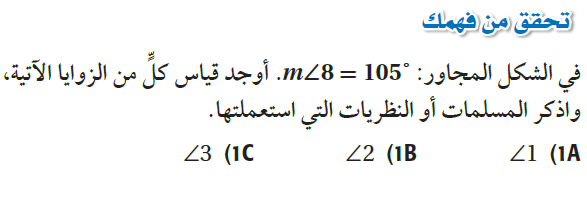 تحقق من فهمك
في الشكل المجاور: m∠8 = 105°. أوجد قياس كلٍّ من الزوايا الآتية،
واذكر المسلمات أو النظريات التي استعملتها.
∠1 (1A ∠2 (1B ∠3 (1C